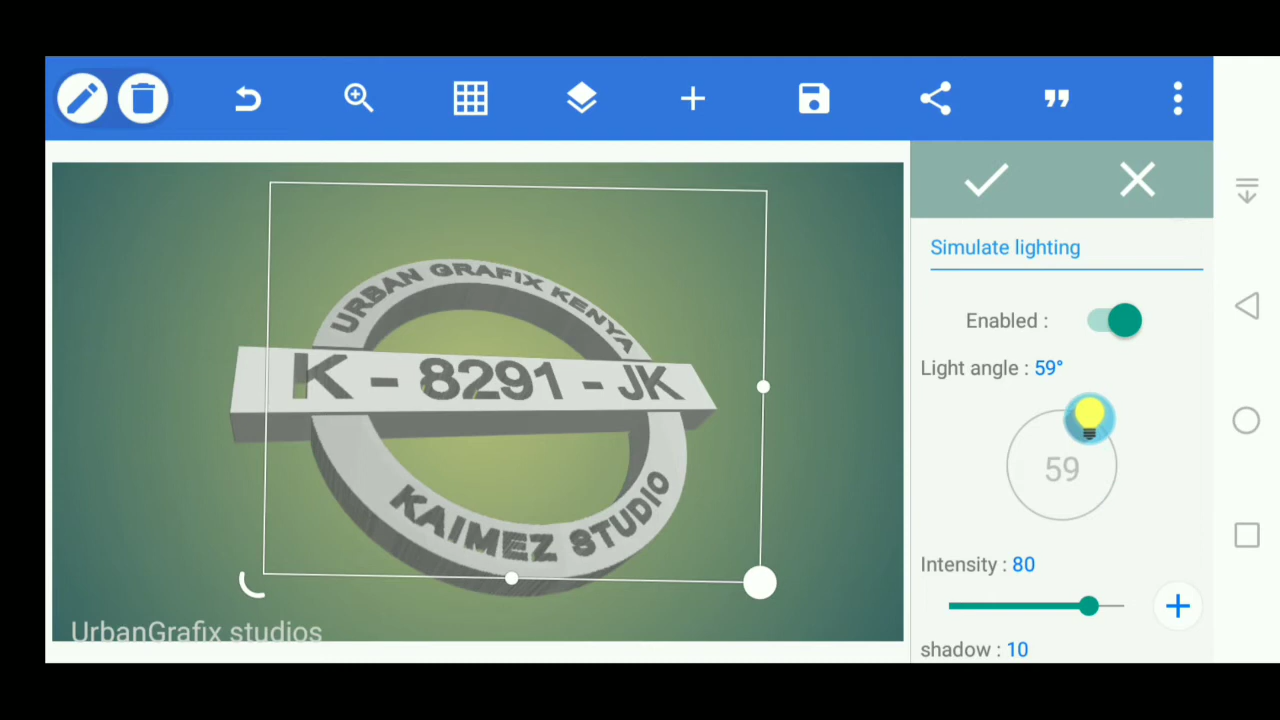 Simulate lighting
Enabled :
Light angle : 59°
59
Intensity : 80
shadow : 10
URBAN GRAFIX KENYA
K - 8291 - JK
KAIMEZ STUDIO
UrbanGrafix studios